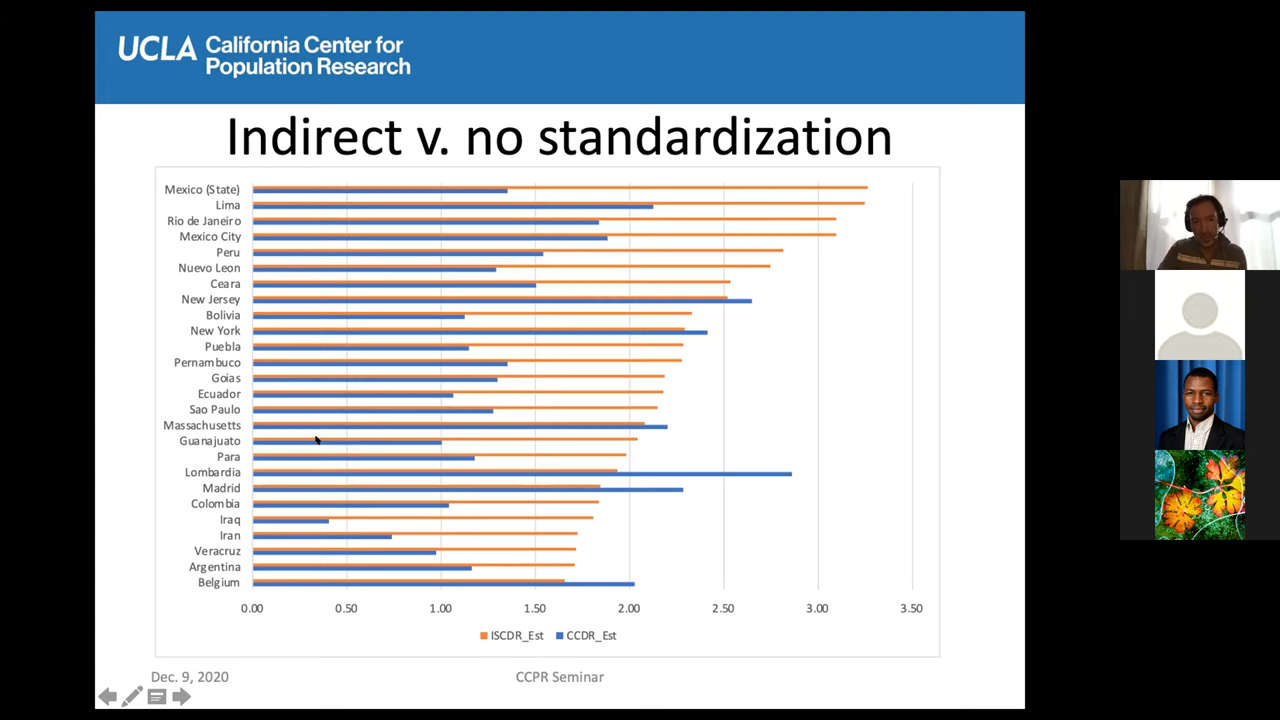 UCLA California Center for
Population Research
Indirect v. no standardization
Mexico (State)
Lima
Rio de Janeiro
Mexico City
Peru
Nuevo Leon
Ceara
New Jersey
Bolivia
New York
Puebla
Pernambuco
Goias
Ecuador
Sao Paulo
Massachusetts
Guanajuato
Para
Lombardia
Madrid
Colombia
Iraq
Iran
Veracruz
Argentina
Belgium
0.00 0.50 1.00 1.50 2.00 2.50 3.00 3.50
ISCDR_Est CCDR_Est
Dec. 9, 2020 CCPR Seminar